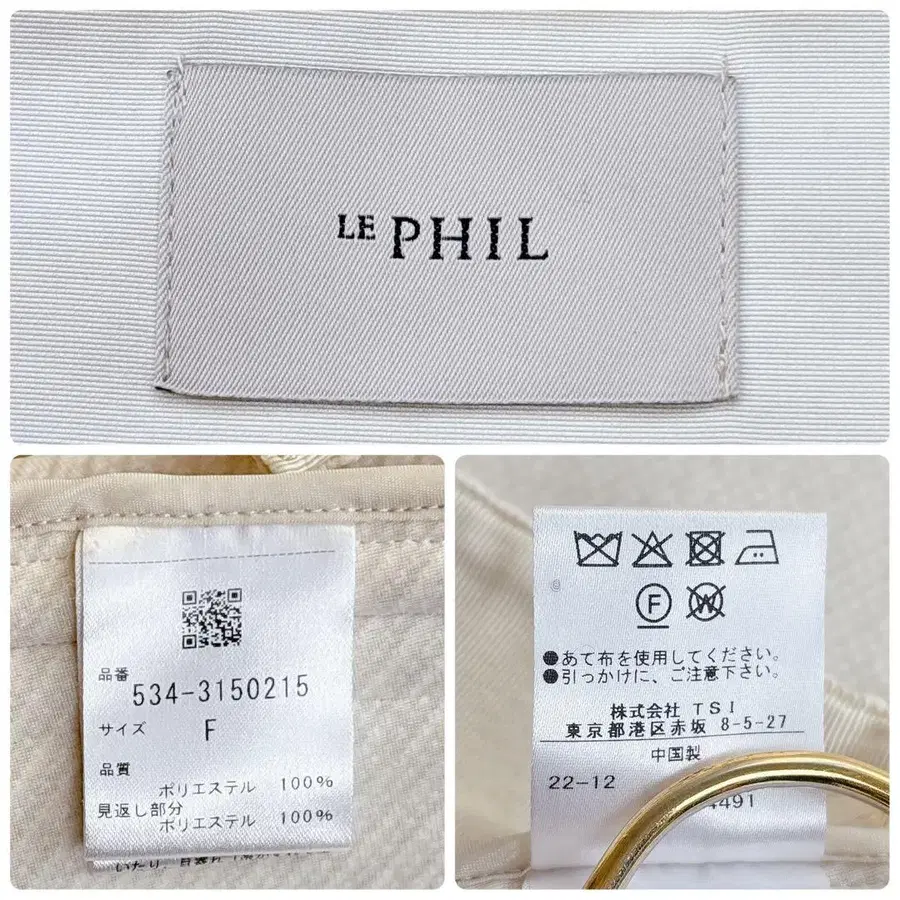 LE PHIL
品番
534-3150215
サイズ F
品質
ポリエステル 100%
見返し部分
ポリエステル 100%
F W
●あて布を使用してください。
●引っかけに、ご注意下さい。
株式会社 TSI
東京都港区赤坂 8-5-27
中国製
22-12
4491